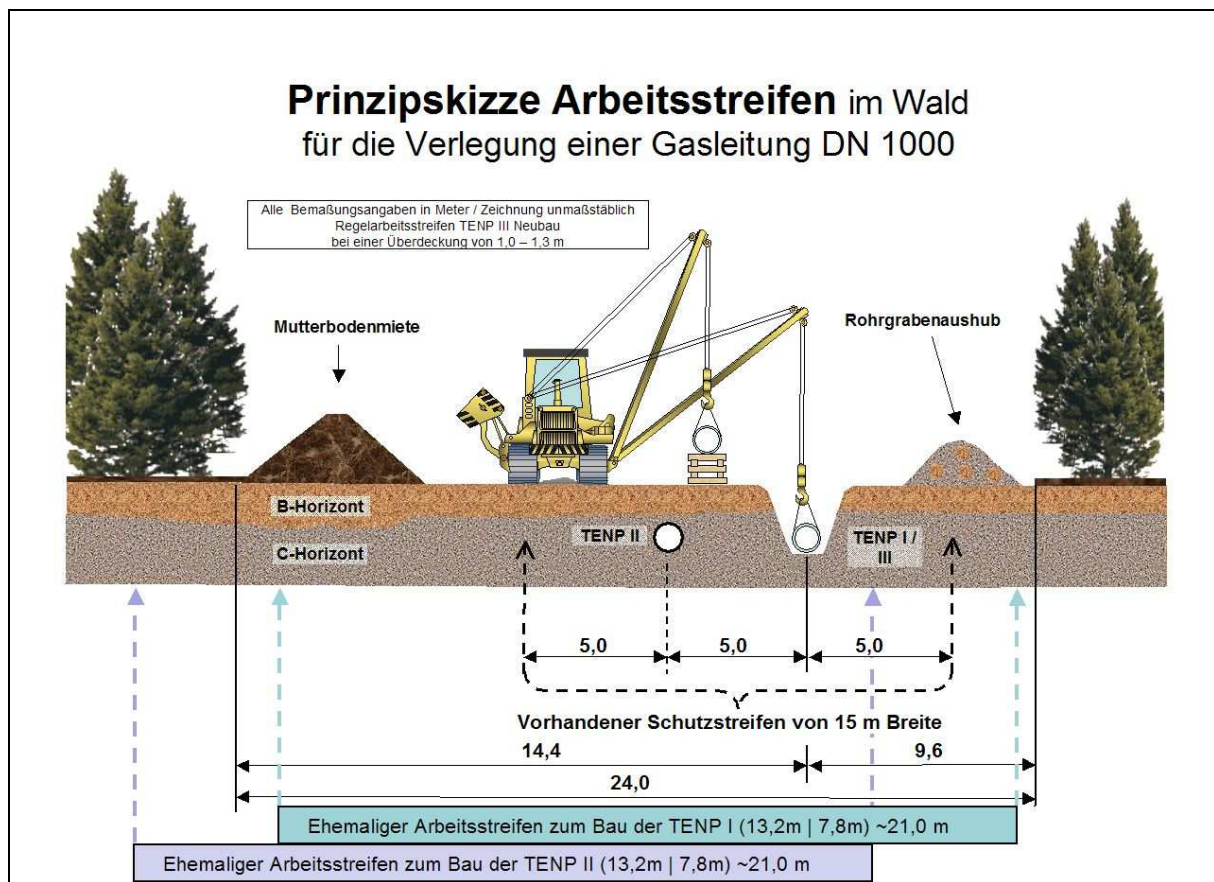 Prinzipskizze Arbeitsstreifen im Wald
für die Verlegung einer Gasleitung DN 1000
Alle Bemaßungsangaben in Meter / Zeichnung unmaßstäblich
Regelarbeitsstreifen TENP III Neubau
bei einer Überdeckung von 1,0 – 1,3 m
Mutterbodenmiete
Rohrgrabenaushub
B-Horizont
C-Horizont
TENP II
TENP I /
III
5,0
5,0
5,0
Vorhandener Schutzstreifen von 15 m Breite
14,4
9,6
24,0
Ehemaliger Arbeitsstreifen zum Bau der TENP I (13,2m | 7,8m) ~21,0 m
Ehemaliger Arbeitsstreifen zum Bau der TENP II (13,2m | 7,8m) ~21,0 m